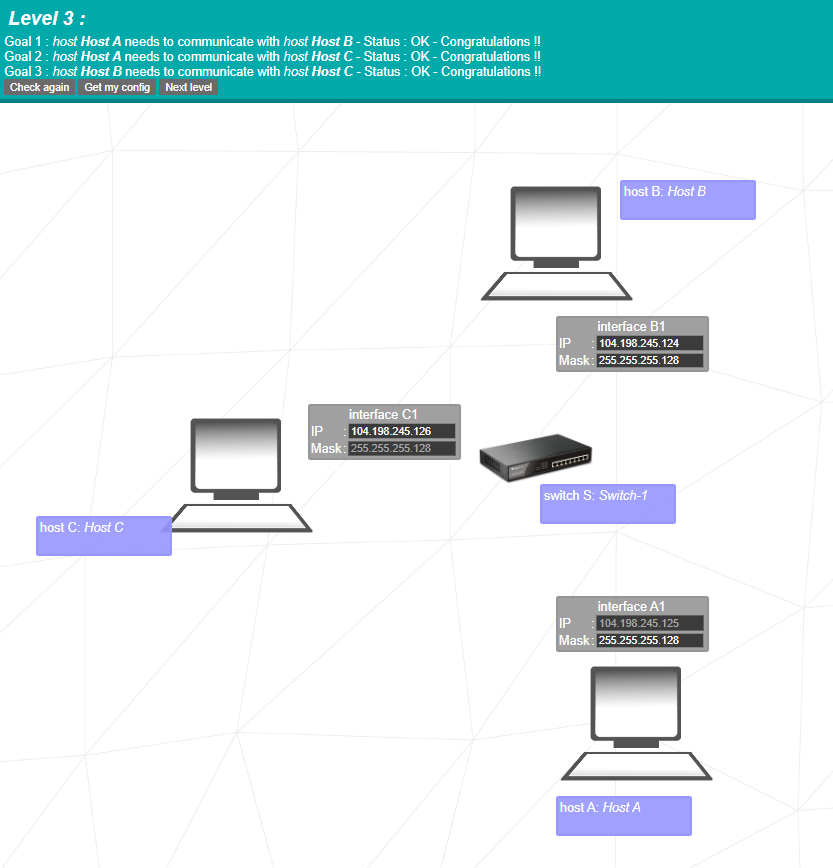 Level 3 :
Goal 1 : host Host A needs to communicate with host Host B - Status : OK - Congratulations !!
Goal 2 : host Host A needs to communicate with host Host C - Status : OK - Congratulations !!
Goal 3 : host Host B needs to communicate with host Host C - Status : OK - Congratulations !!
Check again Get my config Next level
host B: Host B
interface B1
IP : 104.198.245.124
Mask : 255.255.255.128
interface C1
IP : 104.198.245.126
Mask : 255.255.255.128
switch S: Switch-1
host C: Host C
interface A1
IP : 104.198.245.125
Mask : 255.255.255.128
host A: Host A